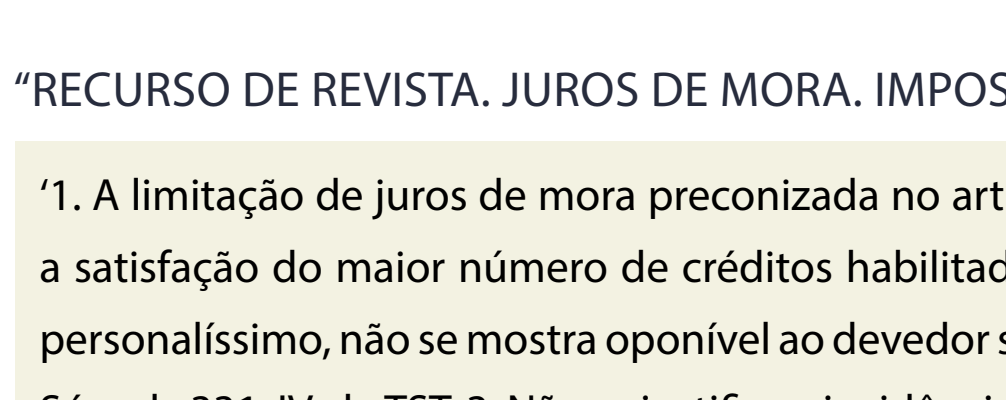 “RECURSO DE REVISTA. JUROS DE MORA. IMPOS
‘1. A limitação de juros de mora preconizada no art
a satisfação do maior número de créditos habilitad
personalíssimo, não se mostra oponível ao devedor s